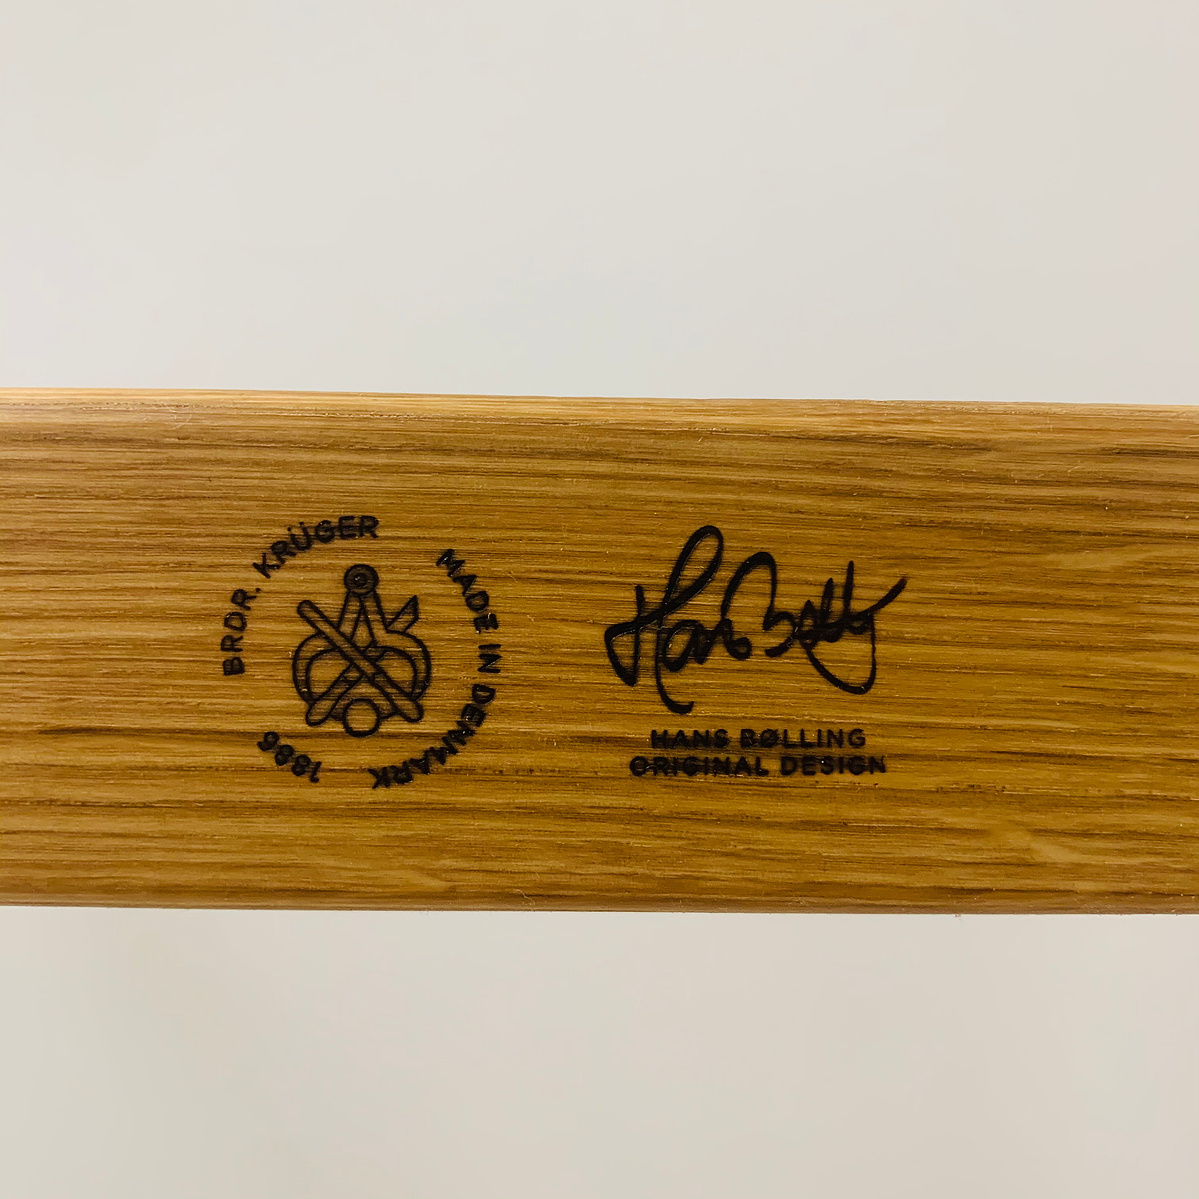 BRDR. KRÜGER
MADE IN DENMARK
1886
Hans Bølling
HANS BØLLING
ORIGINAL DESIGN